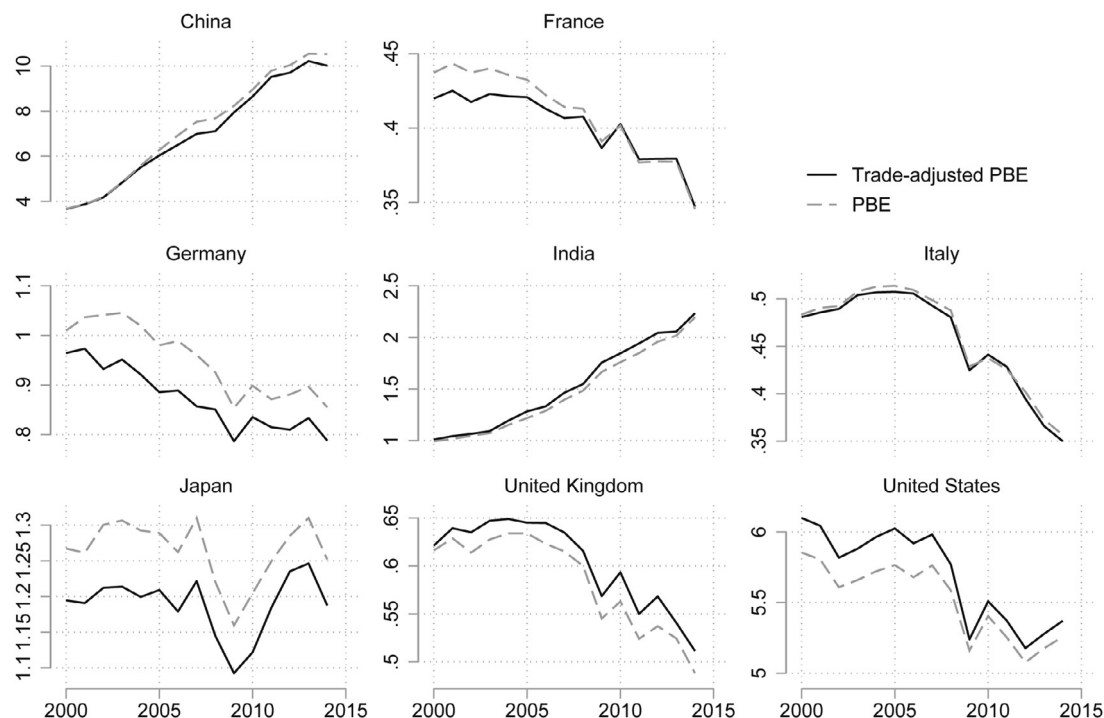 China
4 6 8 10
France
.35 .4 .45
Trade-adjusted PBE
PBE
Germany
.8 .9 1 1.1
India
1 1.5 2 2.5
Italy
.35 .4 .45 .5
Japan
1.1 1.15 1.2 1.25 1.3
2000 2005 2010 2015
United Kingdom
.5 .55 .6 .65
2000 2005 2010 2015
United States
5 5.5 6
2000 2005 2010 2015